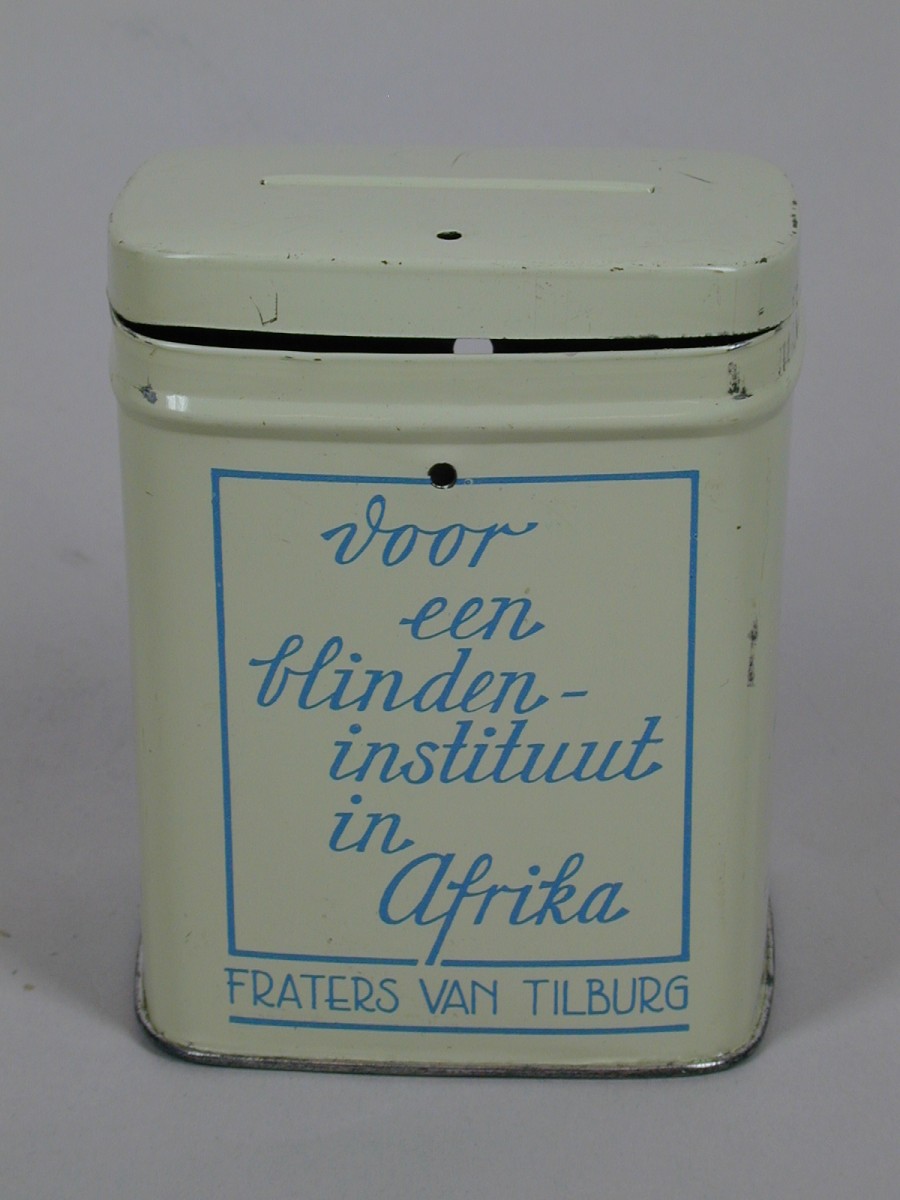 voor
een
blinden-
instituut
in
Afrika
FRATERS VAN TILBURG